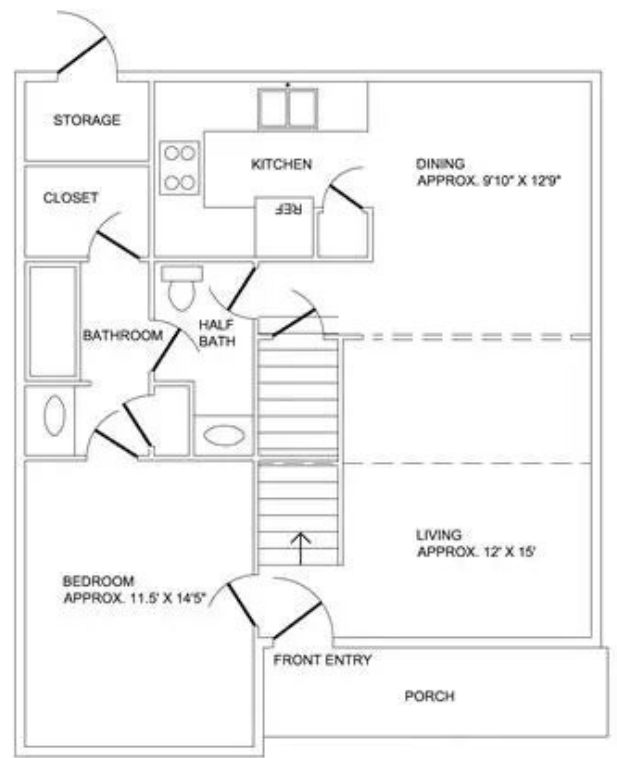 STORAGE
KITCHEN
DINING
APPROX. 9'10" X 12'9"
CLOSET
REF
BATHROOM
HALF
BATH
LIVING
APPROX. 12' X 15'
BEDROOM
APPROX. 11.5' X 14'5"
FRONT ENTRY
PORCH